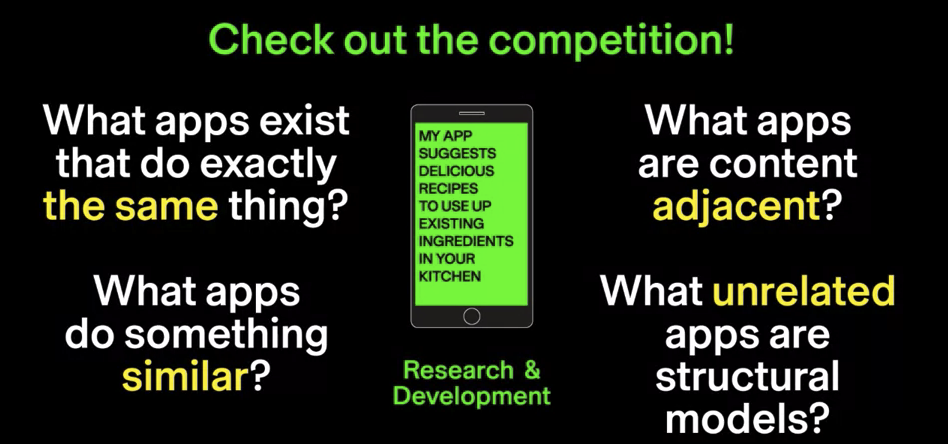 Check out the competition!
What apps exist
that do exactly
the same thing?
What apps
do something
similar?
MY APP
SUGGESTS
DELICIOUS
RECIPES
TO USE UP
EXISTING
INGREDIENTS
IN YOUR
KITCHEN
Research &
Development
What apps
are content
adjacent?
What unrelated
apps are
structural
models?